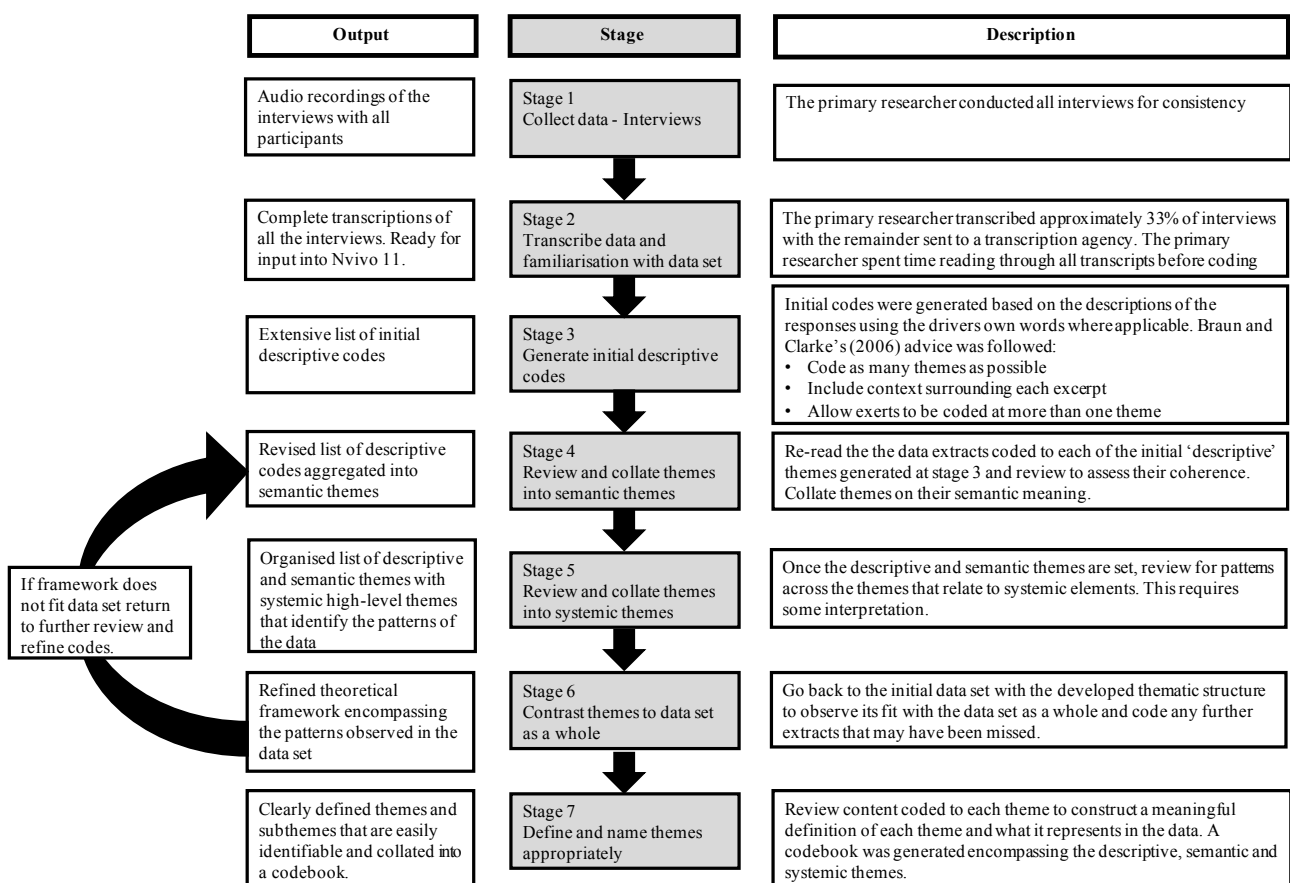 Output
Stage
Description
Audio recordings of the
interviews with all
participants
Stage 1
Collect data - Interviews
The primary researcher conducted all interviews for consistency
Complete transcriptions of
all the interviews. Ready for
input into Nvivo 11.
Stage 2
Transcribe data and
familiarisation with data set
The primary researcher transcribed approximately 33% of interviews
with the remainder sent to a transcription agency. The primary
researcher spent time reading through all transcripts before coding
Extensive list of initial
descriptive codes
Stage 3
Generate initial descriptive
codes
Initial codes were generated based on the descriptions of the
responses using the drivers own words where applicable. Braun and
Clarke's (2006) advice was followed:
• Code as many themes as possible
• Include context surrounding each excerpt
• Allow exerts to be coded at more than one theme
Revised list of descriptive
codes aggregated into
semantic themes
Stage 4
Review and collate themes
into semantic themes
Re-read the the data extracts coded to each of the initial 'descriptive'
themes generated at stage 3 and review to assess their coherence.
Collate themes on their semantic meaning.
If framework does
not fit data set return
to further review and
refine codes.
Organised list of descriptive
and semantic themes with
systemic high-level themes
that identify the patterns of
the data
Stage 5
Review and collate themes
into systemic themes
Once the descriptive and semantic themes are set, review for patterns
across the themes that relate to systemic elements. This requires
some interpretation.
Refined theoretical
framework encompassing
the patterns observed in the
data set
Stage 6
Contrast themes to data set
as a whole
Go back to the initial data set with the developed thematic structure
to observe its fit with the data set as a whole and code any further
extracts that may have been missed.
Clearly defined themes and
subthemes that are easily
identifiable and collated into
a codebook.
Stage 7
Define and name themes
appropriately
Review content coded to each theme to construct a meaningful
definition of each theme and what it represents in the data. A
codebook was generated encompassing the descriptive, semantic and
systemic themes.